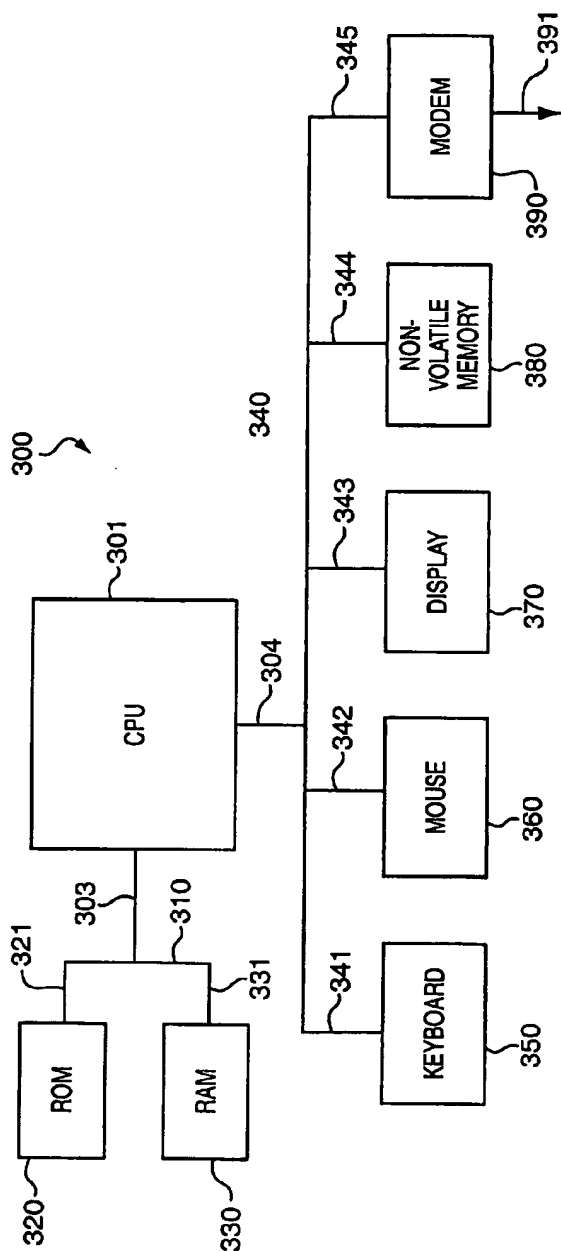 300
301
CPU
303
304
310
321
331
ROM
RAM
320
330
340
341
342
343
344
345
KEYBOARD
MOUSE
DISPLAY
NON-
VOLATILE
MEMORY
MODEM
350
360
370
380
390
391